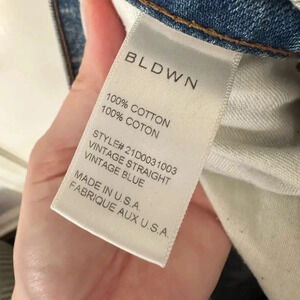 BLDWN
100% COTTON
100% COTON
STYLE# 21D0031003
VINTAGE STRAIGHT
VINTAGE BLUE
MADE IN U.S.A
FABRIQUE AUX U.S.A.